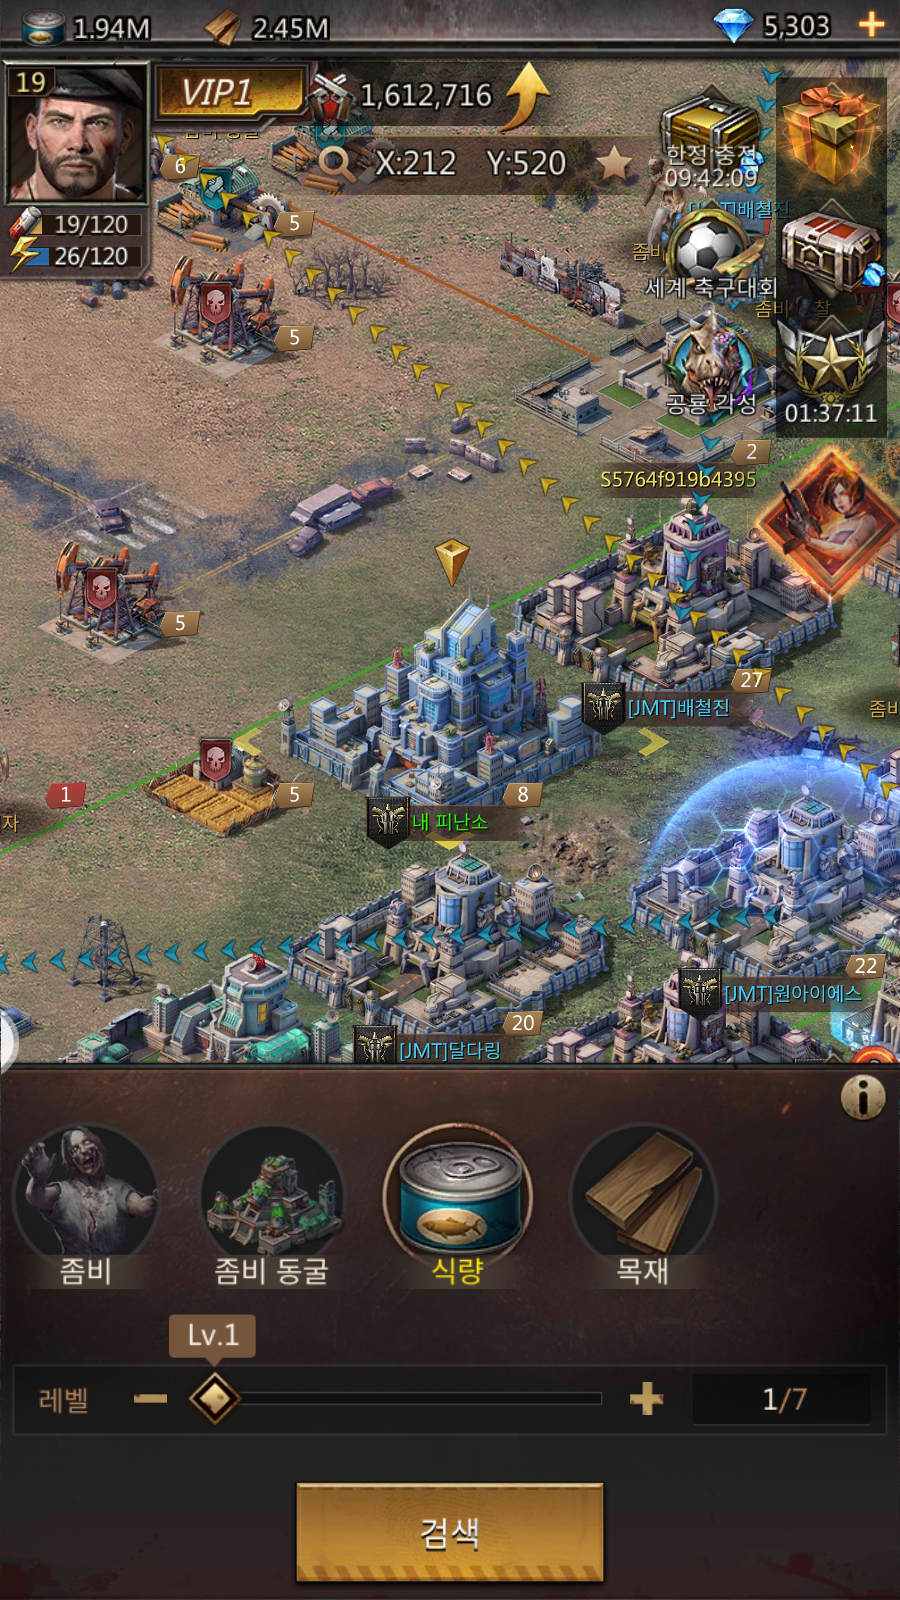 1.94M
2.45M
5,303
19
VIP1
1,612,716
6
X:212 Y:520
한정 충전
09:42:09
19/120
26/120
5
[JMT]배철진
좀비
세계 축구대회
좀비
찰
5
공룡 각성
01:37:11
2
S5764f919b4395
5
27
[JMT]배철진
좀비
1
5
8
자
내 피난소
22
[JMT]원아이에스
20
[JMT]달다링
좀비
좀비 동굴
식량
목재
Lv.1
레벨
1/7
검색